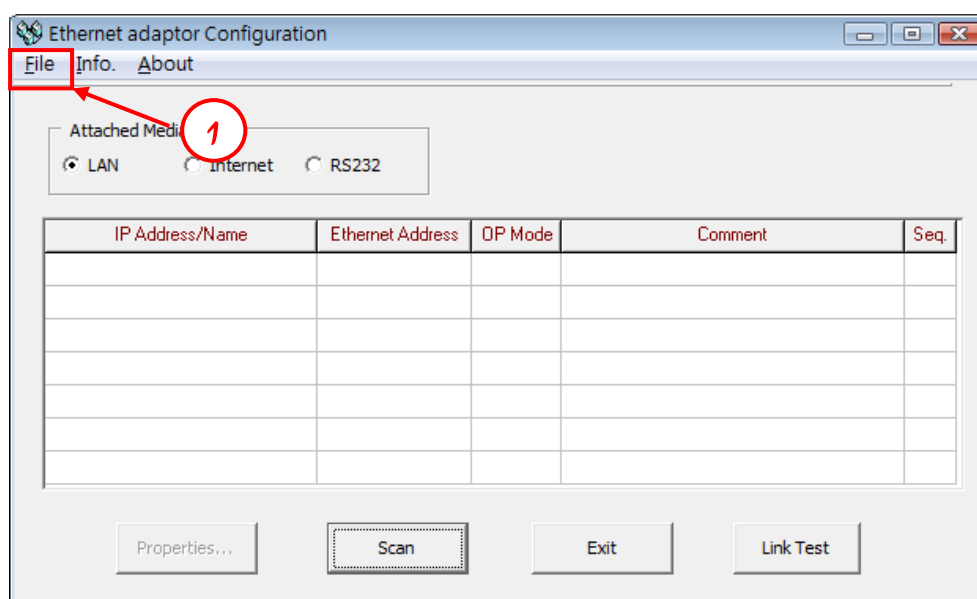 Ethernet adaptor Configuration
File Info. About
Attached Medi
1
LAN Internet RS232
IP Address/Name Ethernet Address OP Mode Comment Seq.
Properties... Scan Exit Link Test